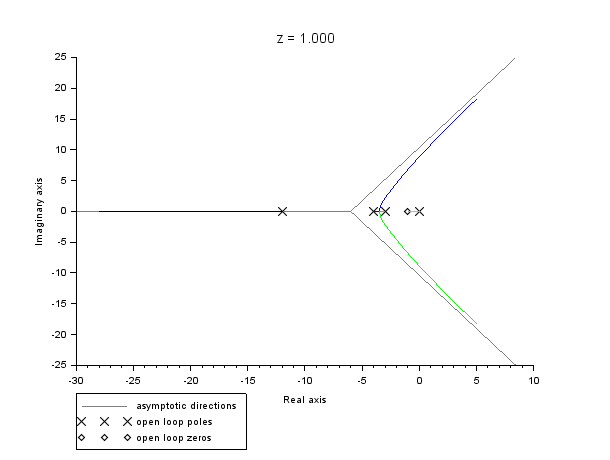 z = 1.000
25
20
15
10
5
0
-5
-10
-15
-20
-25
Imaginary axis
-30 -25 -20 -15 -10 -5 0 5 10
Real axis
asymptotic directions
open loop poles
open loop zeros